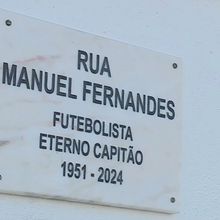 RUA
MANUEL FERNANDES
FUTEBOLISTA
ETERNO CAPITÃO
1951 - 2024